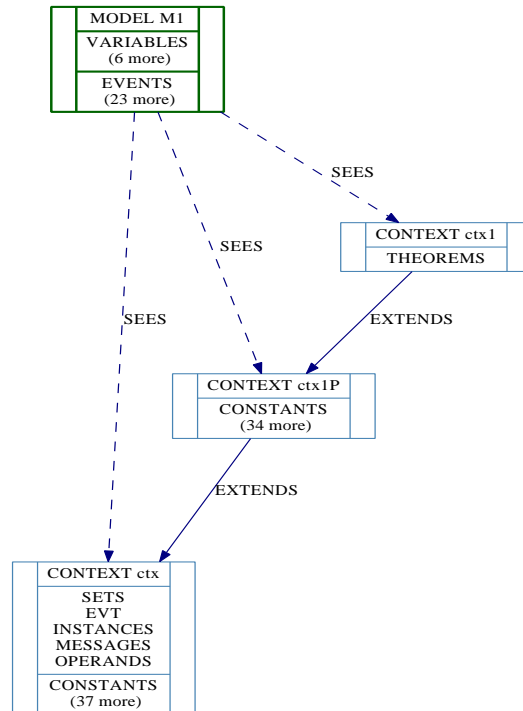 MODEL M1
VARIABLES
(6 more)
EVENTS
(23 more)
SEES
CONTEXT ctx1
THEOREMS
SEES
SEES
EXTENDS
CONTEXT ctx1P
CONSTANTS
(34 more)
EXTENDS
CONTEXT ctx
SETS
EVT
INSTANCES
MESSAGES
OPERANDS
CONSTANTS
(37 more)